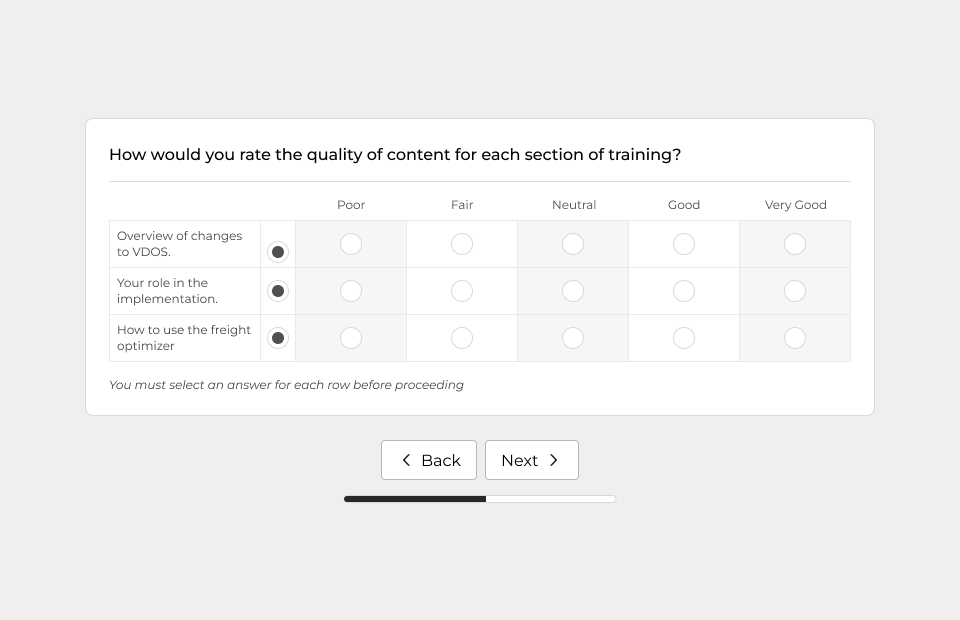 How would you rate the quality of content for each section of training?
Poor Fair Neutral Good Very Good
Overview of changes
to VDOS.
Your role in the
implementation.
How to use the freight
optimizer
You must select an answer for each row before proceeding
Back Next